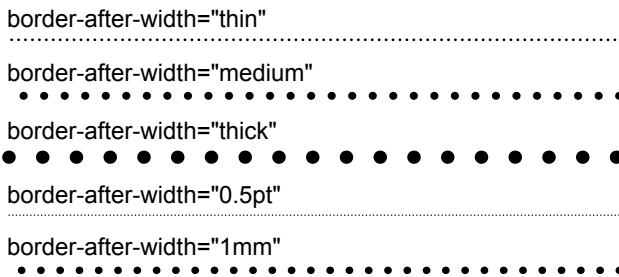 border-after-width="thin"
border-after-width="medium"
border-after-width="thick"
border-after-width="0.5pt"
border-after-width="1mm"